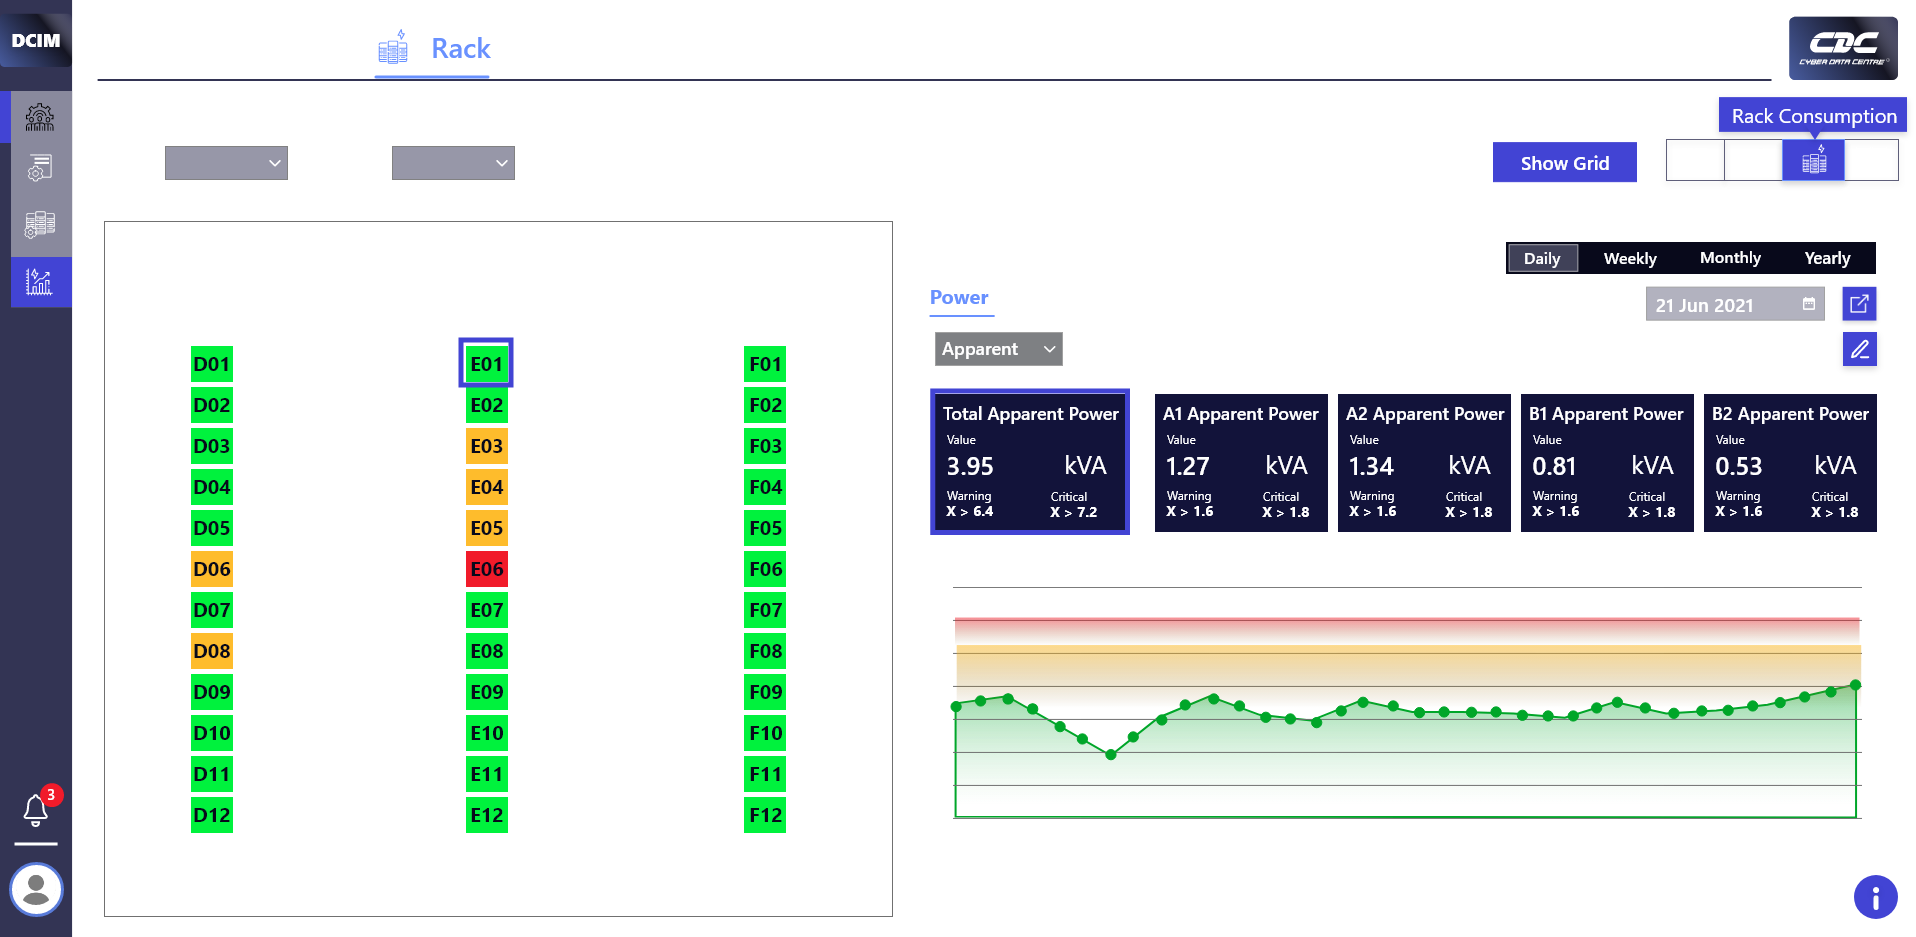 DCIM
Rack
CDC
CYBER DATA CENTRE
Rack Consumption
Show Grid
Daily Weekly Monthly Yearly
Power
21 Jun 2021
Apparent
Total Apparent Power
Value
3.95 kVA
Warning Critical
X > 6.4 X > 7.2
A1 Apparent Power
Value
1.27 kVA
Warning Critical
X > 1.6 X > 1.8
A2 Apparent Power
Value
1.34 kVA
Warning Critical
X > 1.6 X > 1.8
B1 Apparent Power
Value
0.81 kVA
Warning Critical
X > 1.6 X > 1.8
B2 Apparent Power
Value
0.53 kVA
Warning Critical
X > 1.6 X > 1.8
D01 E01 F01
D02 E02 F02
D03 E03 F03
D04 E04 F04
D05 E05 F05
D06 E06 F06
D07 E07 F07
D08 E08 F08
D09 E09 F09
D10 E10 F10
D11 E11 F11
D12 E12 F12
3